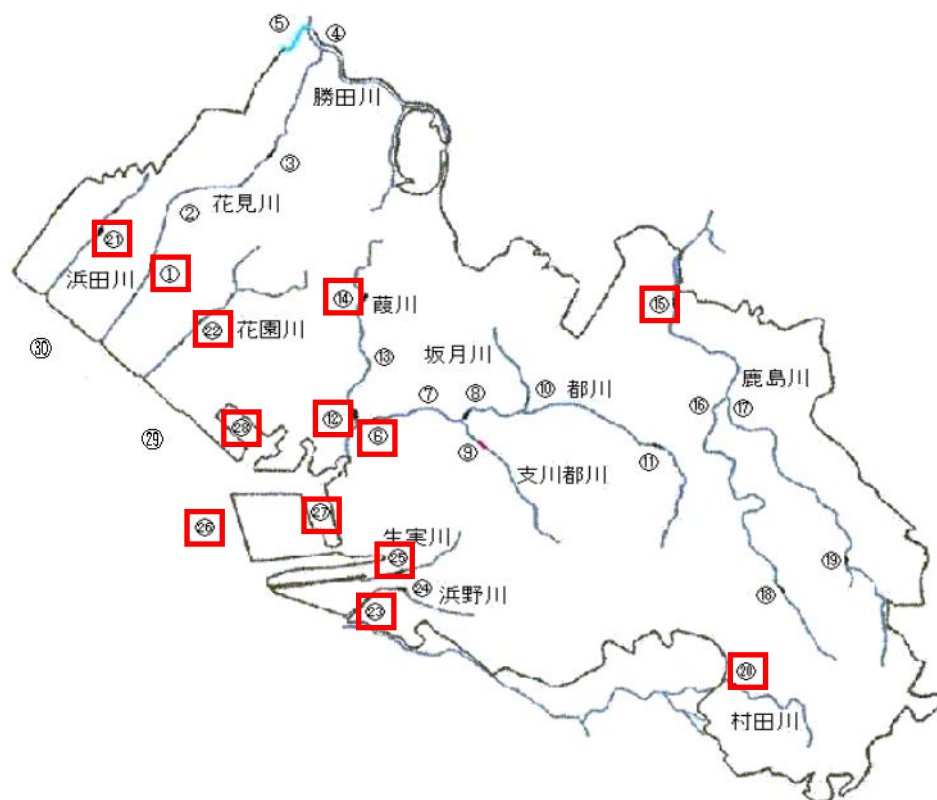 ⑤
④
勝田川
③
花見川
②
㉑
浜田川
①
⑭
葭川
⑮
㉒
花園川
㉚
坂月川
⑬
鹿島川
⑦
⑧
⑩
都川
⑯
⑰
⑫
⑥
㉘
㉙
⑨
支川都川
⑪
㉖
㉗
生実川
㉕
⑲
㉔
浜野川
⑱
㉓
⑳
村田川